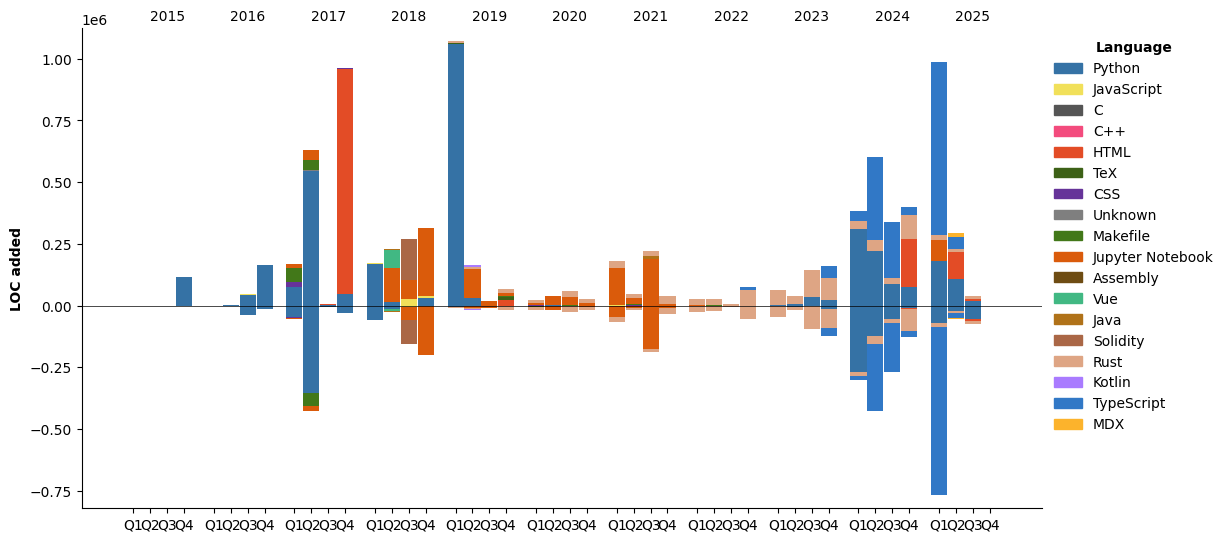 1e6
2015 2016 2017 2018 2019 2020 2021 2022 2023 2024 2025
LOC added
1.00
0.75
0.50
0.25
0.00
−0.25
−0.50
−0.75
Q1Q2Q3Q4 Q1Q2Q3Q4 Q1Q2Q3Q4 Q1Q2Q3Q4 Q1Q2Q3Q4 Q1Q2Q3Q4 Q1Q2Q3Q4 Q1Q2Q3Q4 Q1Q2Q3Q4 Q1Q2Q3Q4 Q1Q2Q3Q4
Language
Python
JavaScript
C
C++
HTML
TeX
CSS
Unknown
Makefile
Jupyter Notebook
Assembly
Vue
Java
Solidity
Rust
Kotlin
TypeScript
MDX